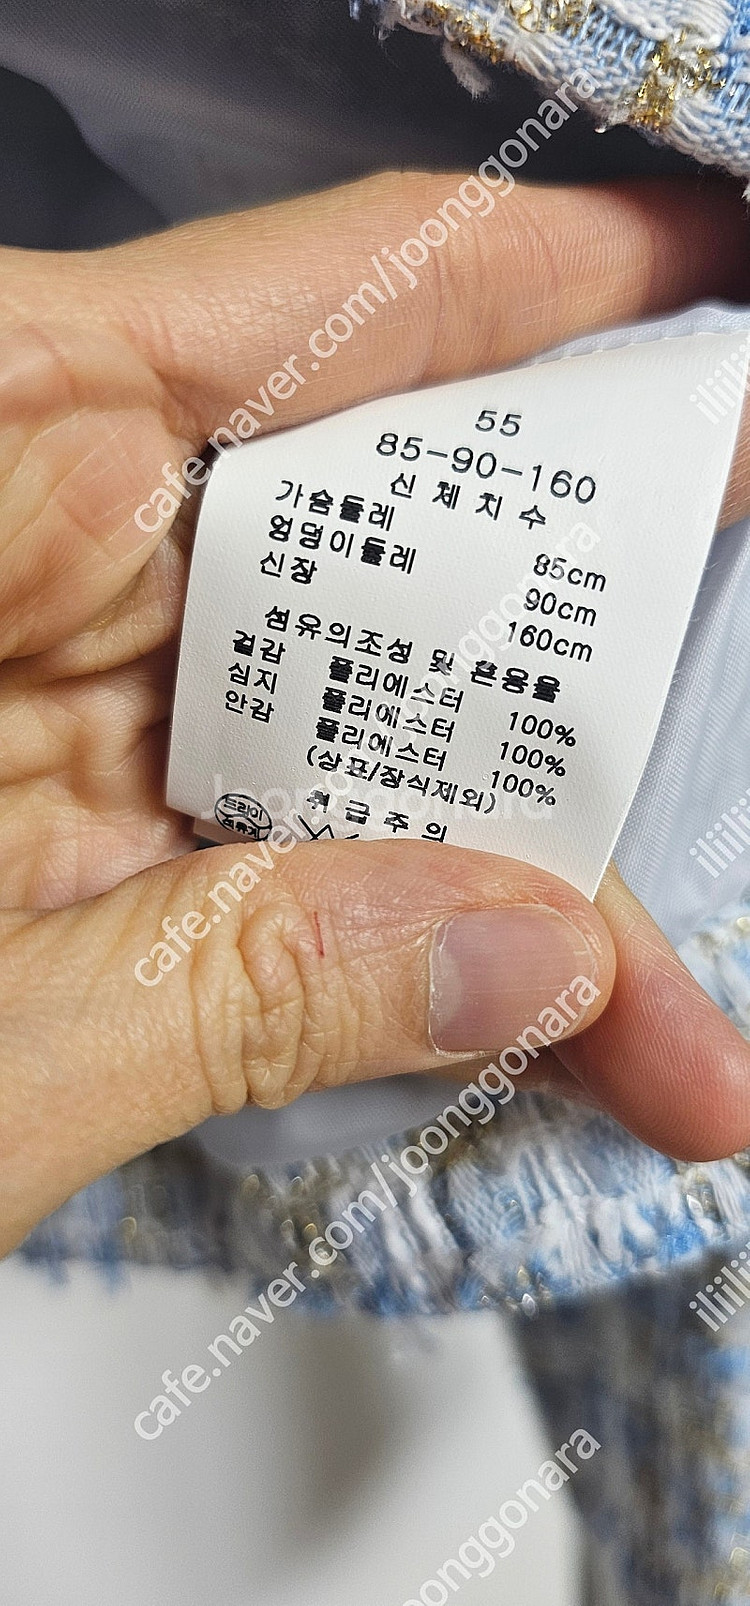 55
85-90-160
신체치수
가슴둘레 85cm
엉덩이둘레 90cm
신장 160cm
섬유의조성 및 혼용율
겉감 폴리에스터 100%
심지 폴리에스터 100%
안감 폴리에스터 100%
(상표/장식제외)
취급주의
드라이
cafe.naver.com/joonggonara
cafe.naver.com/joonggonara
cafe.naver.com/joonggonara
joonggonara
Joonggonara